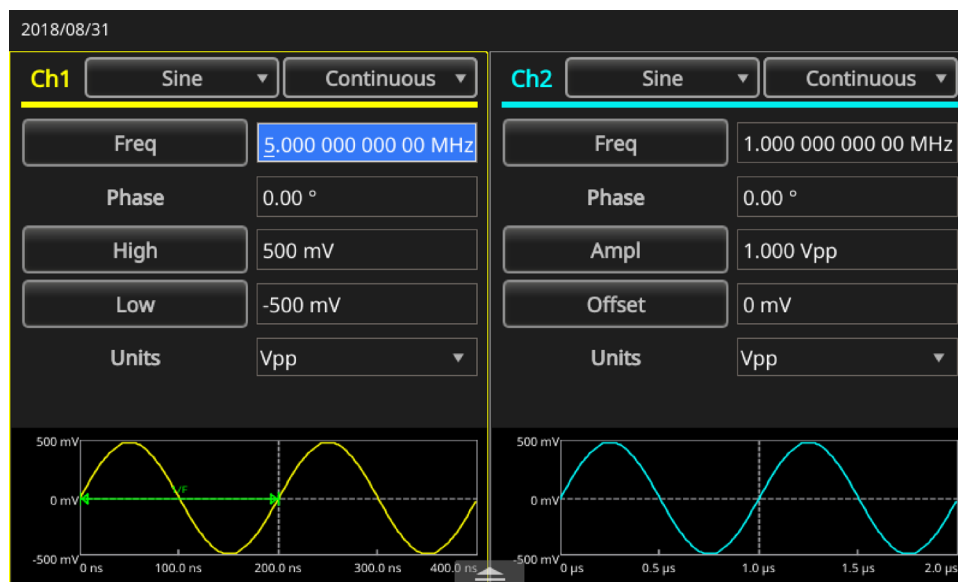 2018/08/31
Ch1 Sine Continuous
Freq 5.000 000 000 00 MHz
Phase 0.00 °
High 500 mV
Low -500 mV
Units Vpp
500 mV
1/F
0 mV
-500 mV
0 ns 100.0 ns 200.0 ns 300.0 ns 400.0 ns
Ch2 Sine Continuous
Freq 1.000 000 000 00 MHz
Phase 0.00 °
Ampl 1.000 Vpp
Offset 0 mV
Units Vpp
500 mV
0 mV
-500 mV
0 µs 0.5 µs 1.0 µs 1.5 µs 2.0 µs